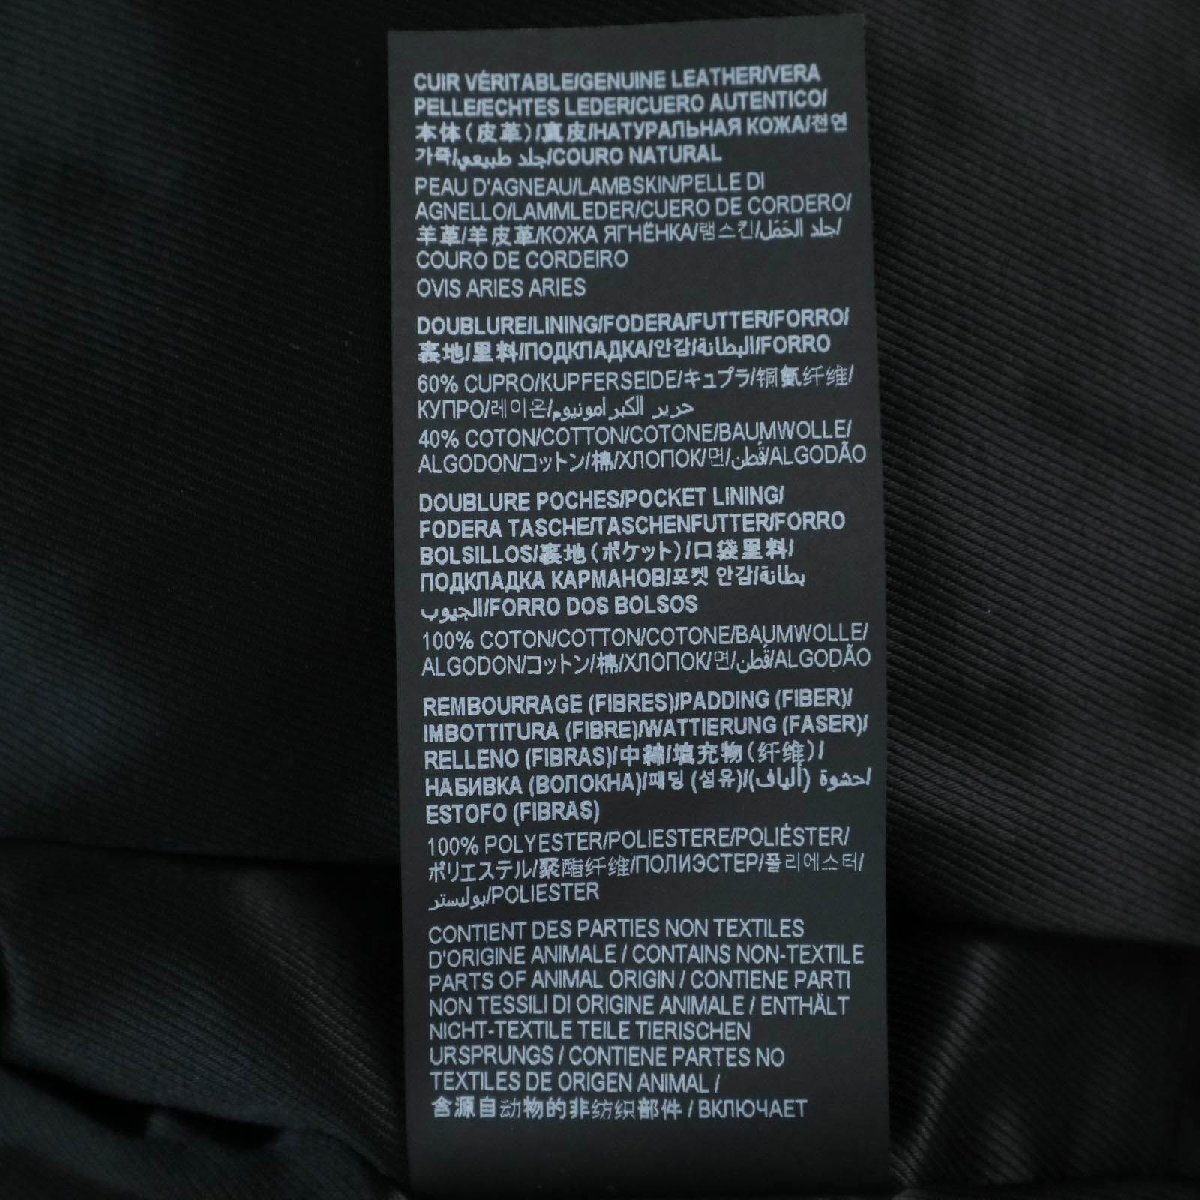 CUIR VÉRITABLE/GENUINE LEATHER/VERA
PELLE/ECHTES LEDER/CUERO AUTENTICO/
本体(皮革)/真皮/НАТУРАЛЬНАЯ КОЖА/천연
가죽/جلد طبيعي/COURO NATURAL
PEAU D'AGNEAU/LAMBSKIN/PELLE DI
AGNELLO/LAMMLEDER/CUERO DE CORDERO/
羊革/羊皮革/КОЖА ЯГНЁНКА/램스킨/جلد الحَمَل/
COURO DE CORDEIRO
OVIS ARIES ARIES
DOUBLURE/LINING/FODERA/FUTTER/FORRO/
裏地/里料/ПОДКЛАДКА/안감/البطانة/FORRO
60% CUPRO/KUPFERSEIDE/キュプラ/铜氨纤维/
КУПРО/레이온/حرير الكبر أمونيوم
40% COTON/COTTON/COTONE/BAUMWOLLE/
ALGODON/コットン/棉/ХЛОПОК/면/قُطن/ALGODÃO
DOUBLURE POCHES/POCKET LINING/
FODERA TASCHE/TASCHENFUTTER/FORRO
BOLSILLOS/裏地(ポケット)/口袋里料/
ПОДКЛАДКА КАРМАНОВ/포켓 안감/بطانة
الجيوب/FORRO DOS BOLSOS
100% COTON/COTTON/COTONE/BAUMWOLLE/
ALGODON/コットン/棉/ХЛОПОК/면/قُطن/ALGODÃO
REMBOURRAGE (FIBRES)/PADDING (FIBER)/
IMBOTTITURA (FIBRE)/WATTIERUNG (FASER)/
RELLENO (FIBRAS)/中綿/填充物(纤维)/
НАБИВКА (ВОЛОКНА)/패딩 (섬유)/حشوة (ألياف)/
ESTOFO (FIBRAS)
100% POLYESTER/POLIESTERE/POLIÉSTER/
ポリエステル/聚酯纤维/ПОЛИЭСТЕР/폴리에스터/
بوليستر/POLIESTER
CONTIENT DES PARTIES NON TEXTILES
D'ORIGINE ANIMALE / CONTAINS NON-TEXTILE
PARTS OF ANIMAL ORIGIN / CONTIENE PARTI
NON TESSILI DI ORIGINE ANIMALE / ENTHÄLT
NICHT-TEXTILE TEILE TIERISCHEN
URSPRUNGS / CONTIENE PARTES NO
TEXTILES DE ORIGEN ANIMAL /
含源自动物的非纺织部件 / ВКЛЮЧАЕТ